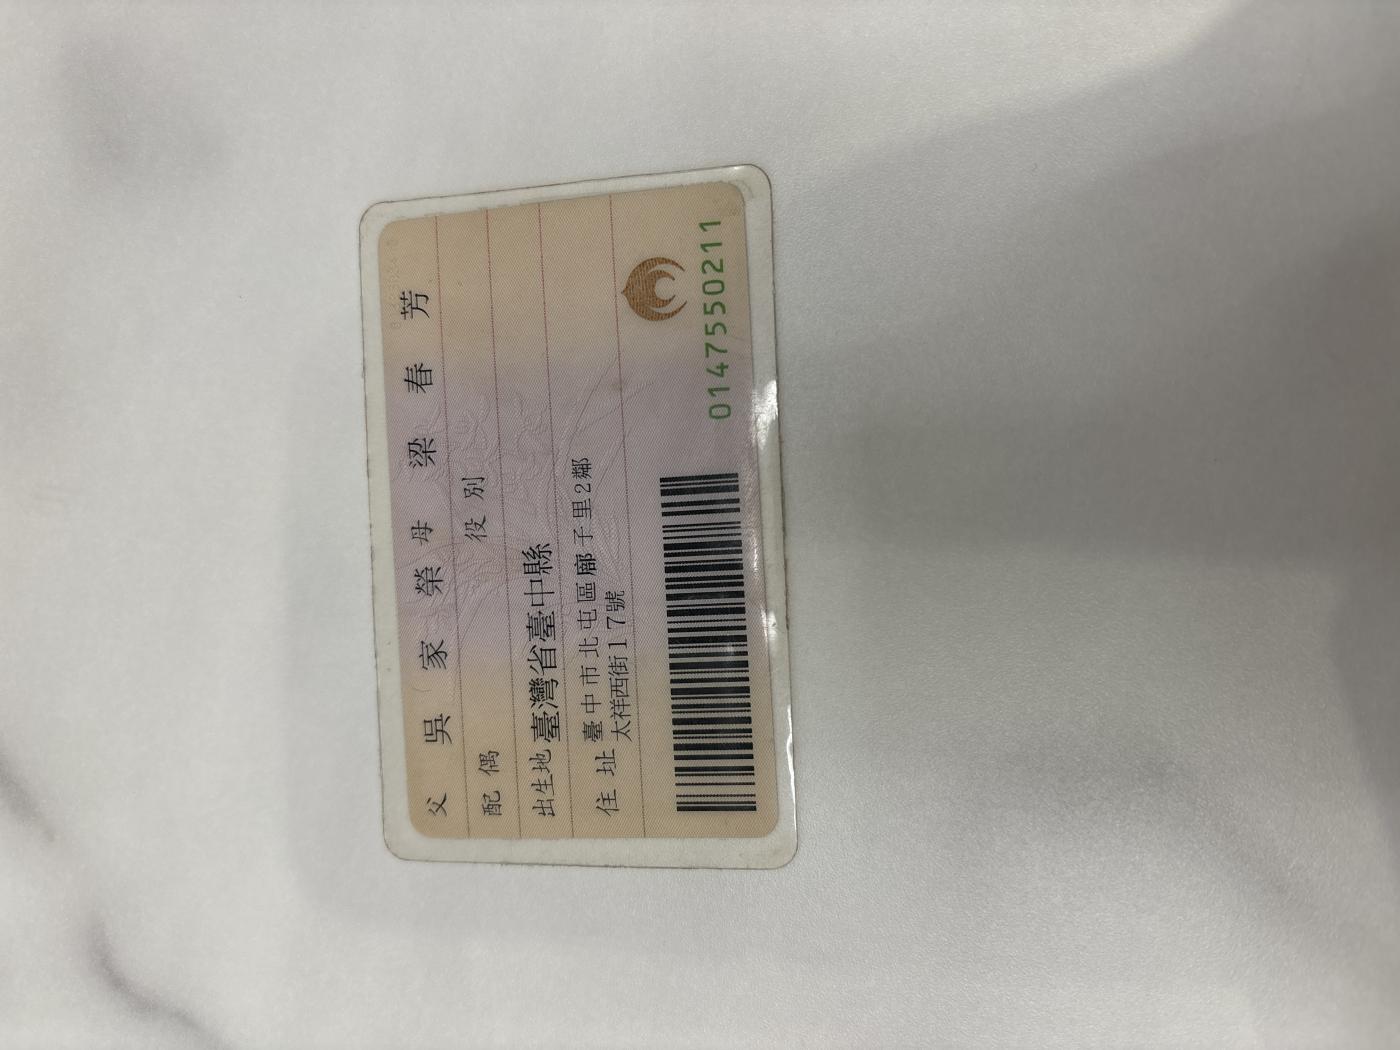 父 吳 家 榮 母 梁 春 芳
配 偶 役 別
出生地 臺灣省臺中縣
住 址 臺中市北屯區廍子里2鄰
太祥西街17號
0147550211